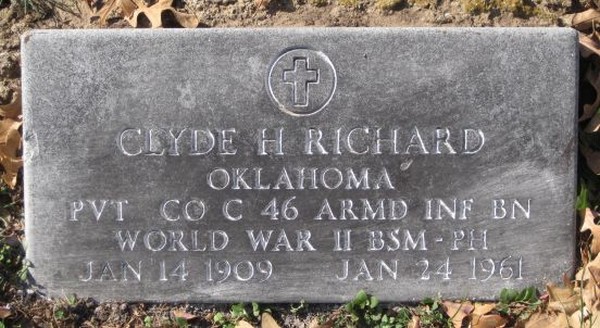 CLYDE H RICHARD
OKLAHOMA
PVT CO C 46 ARMD INF BN
WORLD WAR II BSM-PH
JAN 14 1909 JAN 24 1961